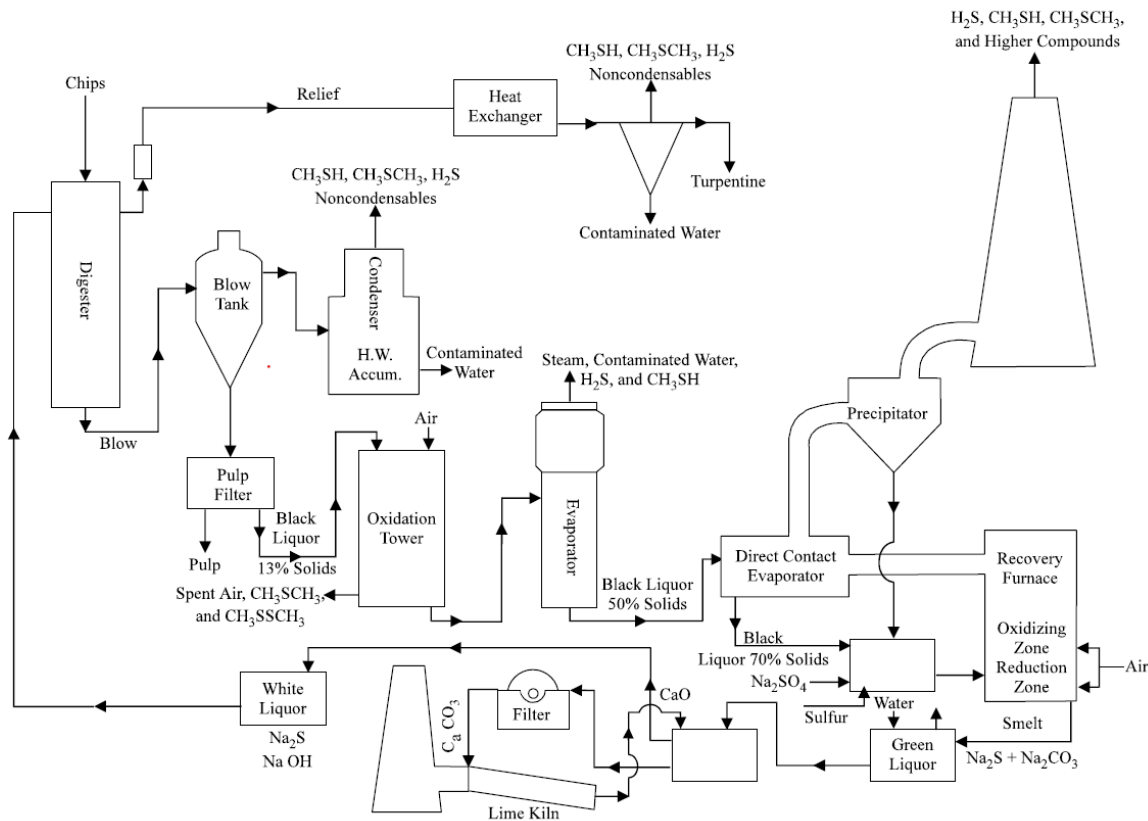 H₂S, CH₃SH, CH₃SCH₃,
and Higher Compounds
CH₃SH, CH₃SCH₃, H₂S
Noncondensables
Chips
Relief
Heat
Exchanger
Turpentine
Contaminated Water
CH₃SH, CH₃SCH₃, H₂S
Noncondensables
Digester
Blow
Tank
Condenser
H.W.
Accum.
Contaminated
Water
Steam, Contaminated Water,
H₂S, and CH₃SH
Precipitator
Blow
Air
Pulp
Filter
Black
Liquor
13% Solids
Oxidation
Tower
Evaporator
Pulp
Spent Air, CH₃SCH₃,
and CH₃SSCH₃
Black Liquor
50% Solids
Direct Contact
Evaporator
Recovery
Furnace
Oxidizing
Zone
Reduction
Zone
Air
Black
Liquor 70% Solids
Na₂SO₄
Sulfur
Water
Smelt
Na₂S + Na₂CO₃
Green
Liquor
CaO
Filter
Cₐ CO₃
Lime Kiln
White
Liquor
Na₂S
Na OH